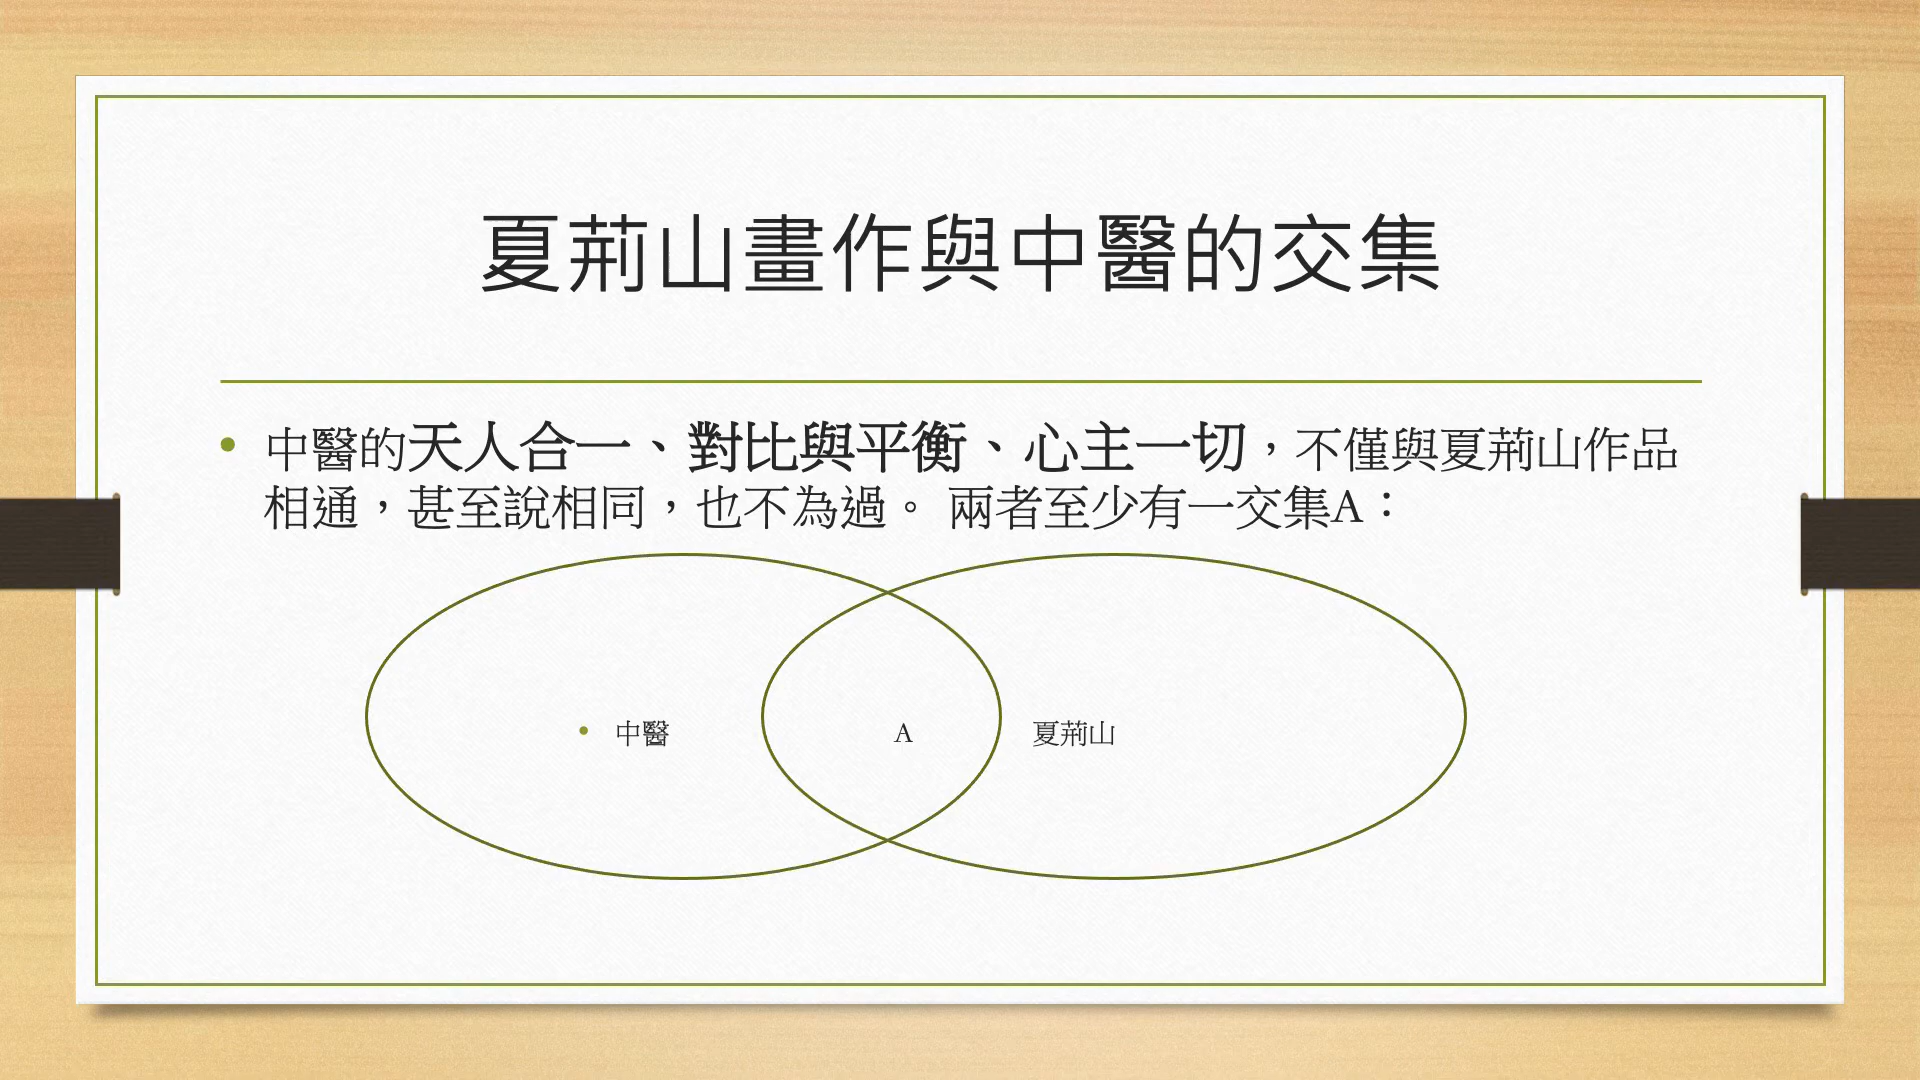 夏荊山畫作與中醫的交集
• 中醫的天人合一、對比與平衡、心主一切，不僅與夏荊山作品
相通，甚至說相同，也不為過。 兩者至少有一交集A：
• 中醫 A 夏荊山